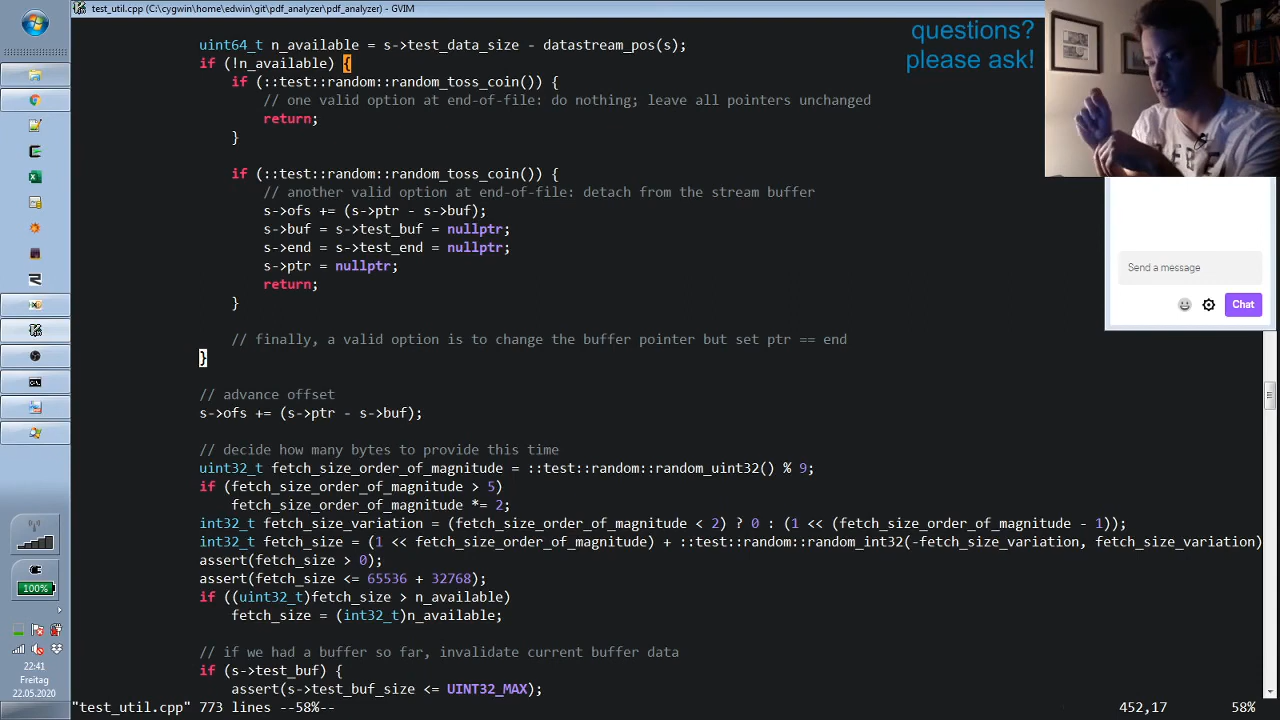 test_util.cpp (C:\cygwin\home\edwin\git\pdf_analyzer\pdf_analyzer) - GVIM
questions?
please ask!
uint64_t n_available = s->test_data_size - datastream_pos(s);
if (!n_available) {
if (::test::random::random_toss_coin()) {
// one valid option at end-of-file: do nothing; leave all pointers unchanged
return;
}
if (::test::random::random_toss_coin()) {
// another valid option at end-of-file: detach from the stream buffer
s->ofs += (s->ptr - s->buf);
s->buf = s->test_buf = nullptr;
s->end = s->test_end = nullptr;
s->ptr = nullptr;
return;
}
// finally, a valid option is to change the buffer pointer but set ptr == end
}
// advance offset
s->ofs += (s->ptr - s->buf);
// decide how many bytes to provide this time
uint32_t fetch_size_order_of_magnitude = ::test::random::random_uint32() % 9;
if (fetch_size_order_of_magnitude > 5)
fetch_size_order_of_magnitude *= 2;
int32_t fetch_size_variation = (fetch_size_order_of_magnitude < 2) ? 0 : (1 << (fetch_size_order_of_magnitude - 1));
int32_t fetch_size = (1 << fetch_size_order_of_magnitude) + ::test::random::random_int32(-fetch_size_variation, fetch_size_variation)
assert(fetch_size > 0);
assert(fetch_size <= 65536 + 32768);
if ((uint32_t)fetch_size > n_available)
fetch_size = (int32_t)n_available;
// if we had a buffer so far, invalidate current buffer data
if (s->test_buf) {
assert(s->test_buf_size <= UINT32_MAX);
"test_util.cpp" 773 lines --58%--
452,17
58%
Send a message
Chat
100%
22:41
Freitag
22.05.2020